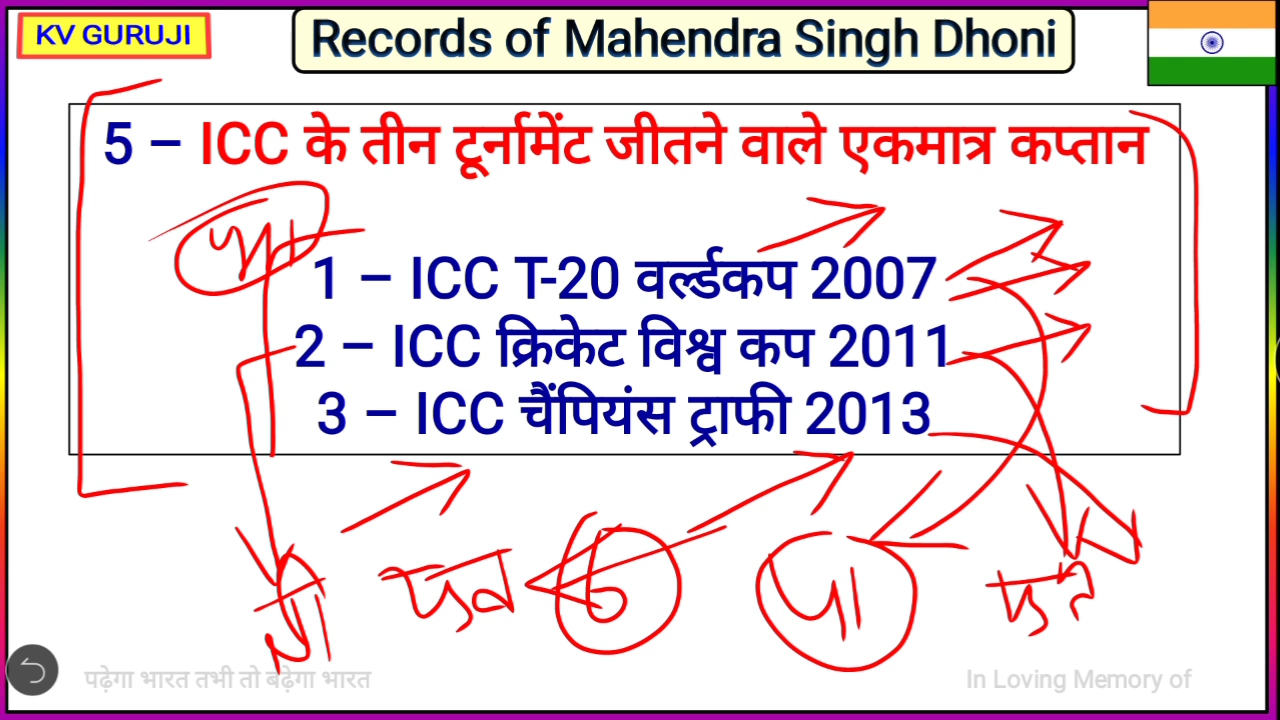 KV GURUJI
Records of Mahendra Singh Dhoni
5 – ICC के तीन टूर्नामेंट जीतने वाले एकमात्र कप्तान
1 – ICC T-20 वर्ल्डकप 2007
2 – ICC क्रिकेट विश्व कप 2011
3 – ICC चैंपियंस ट्राफी 2013
पढ़ेगा भारत तभी तो बढ़ेगा भारत
In Loving Memory of